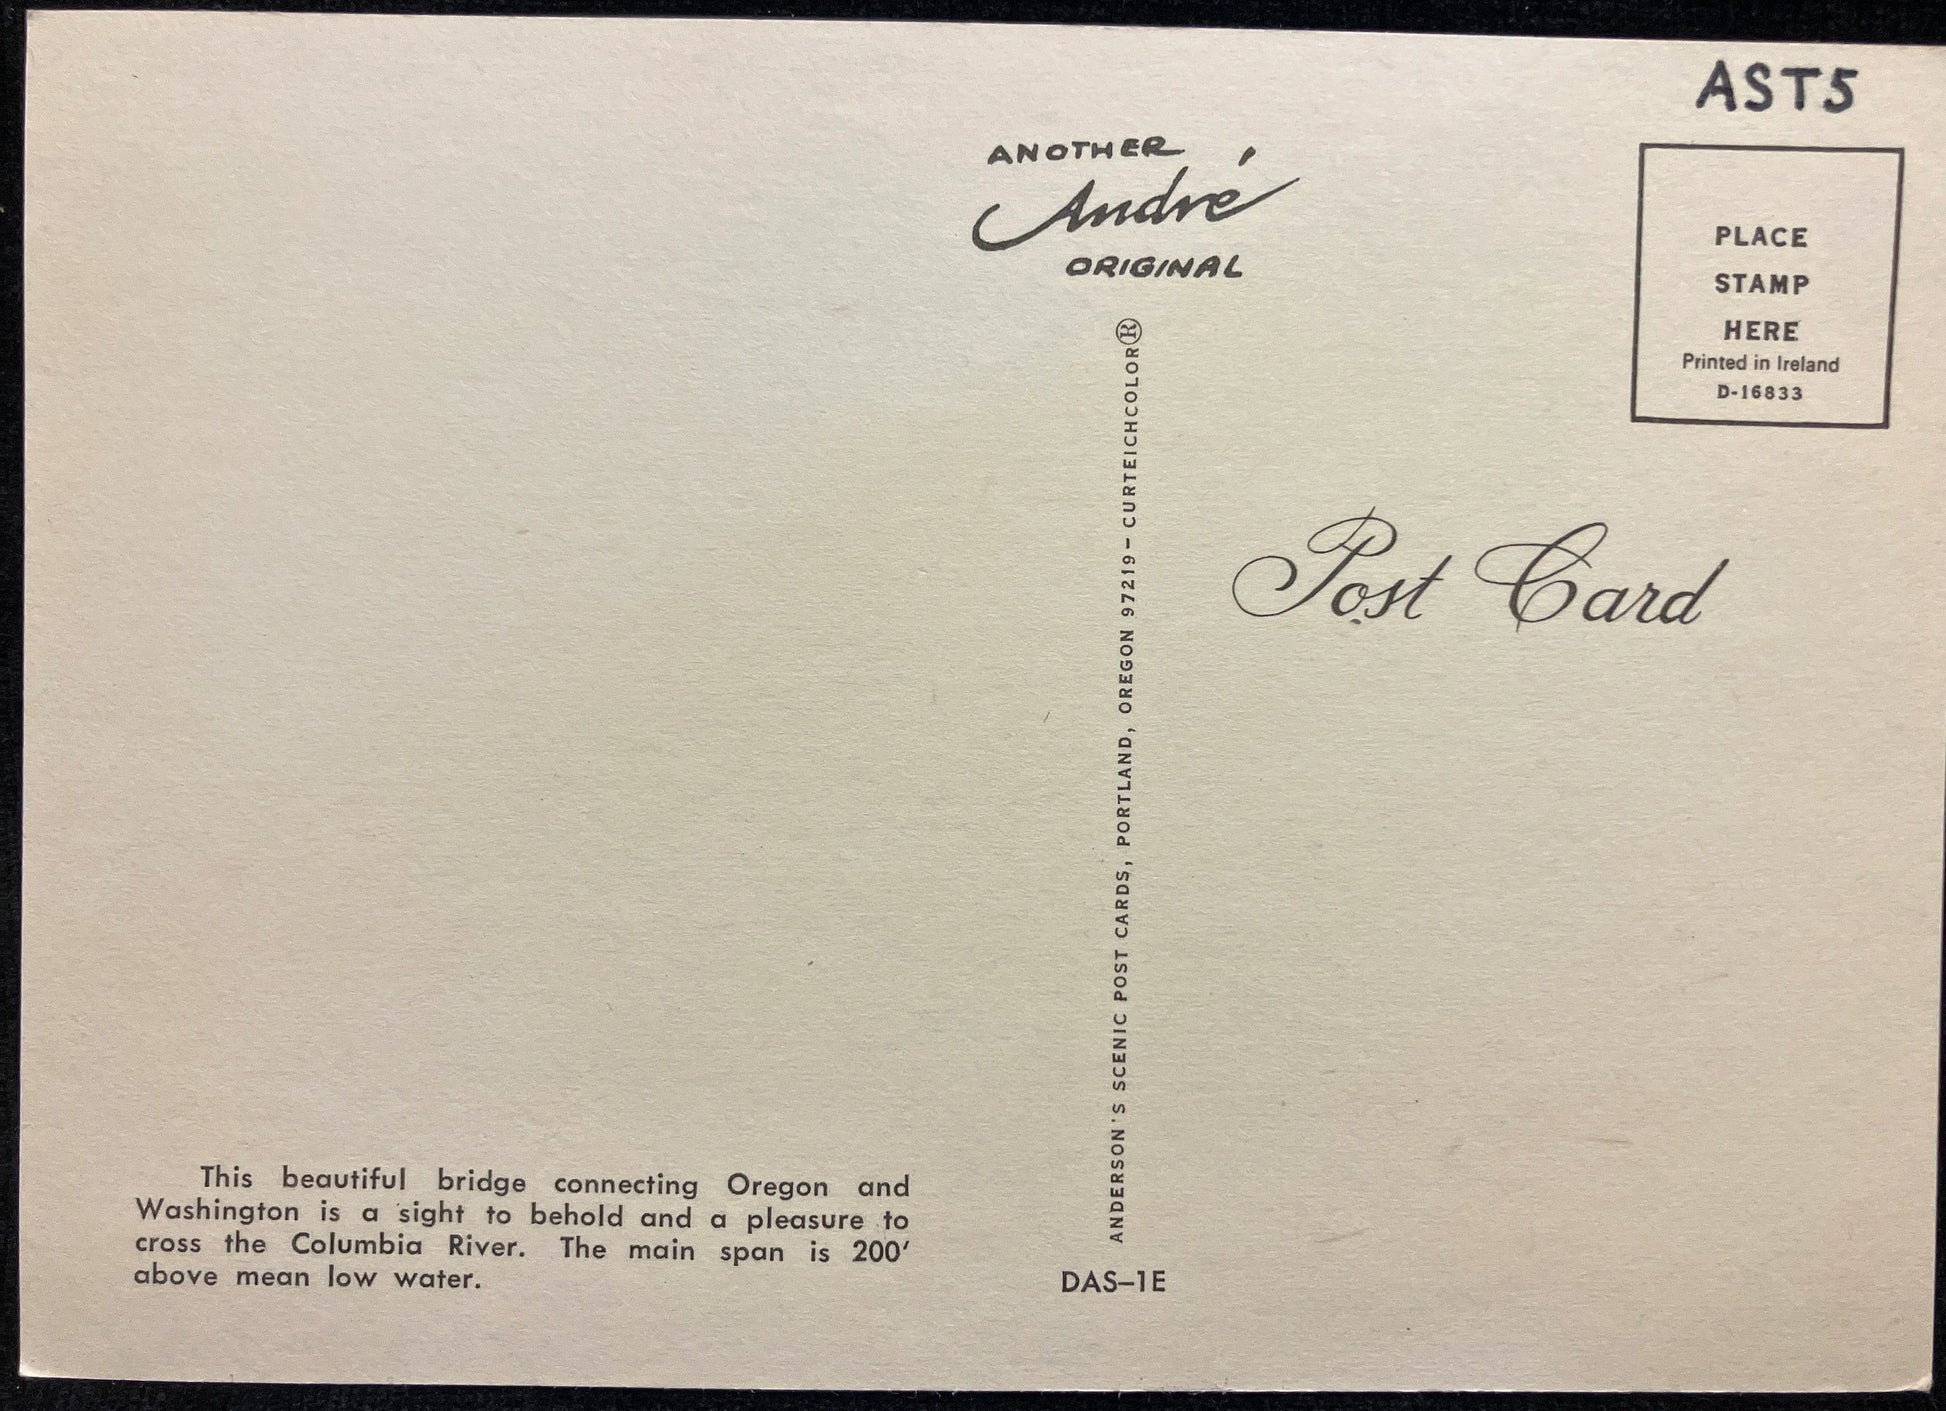 AST5
ANOTHER
André
ORIGINAL
PLACE
STAMP
HERE
Printed in Ireland
D-16833
Post Card
ANDERSON'S SCENIC POST CARDS, PORTLAND, OREGON 97219– CURTEICHCOLOR®
This beautiful bridge connecting Oregon and
Washington is a sight to behold and a pleasure to
cross the Columbia River. The main span is 200'
above mean low water.
DAS–1E